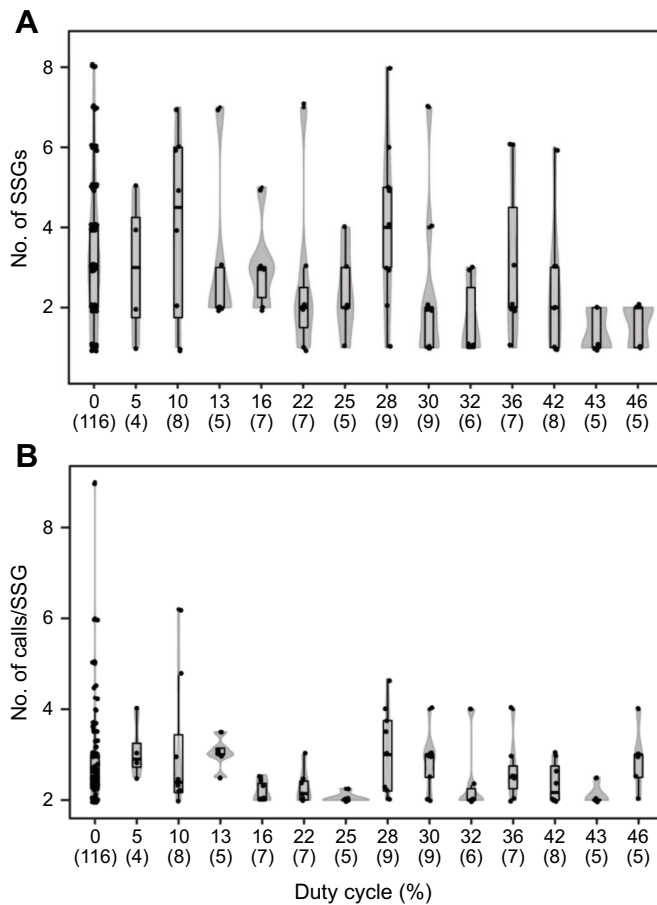 A
No. of SSGs
8
6
4
2
0 5 10 13 16 22 25 28 30 32 36 42 43 46
(116) (4) (8) (5) (7) (7) (5) (9) (9) (6) (7) (8) (5) (5)
B
No. of calls/SSG
8
6
4
2
0 5 10 13 16 22 25 28 30 32 36 42 43 46
(116) (4) (8) (5) (7) (7) (5) (9) (9) (6) (7) (8) (5) (5)
Duty cycle (%)